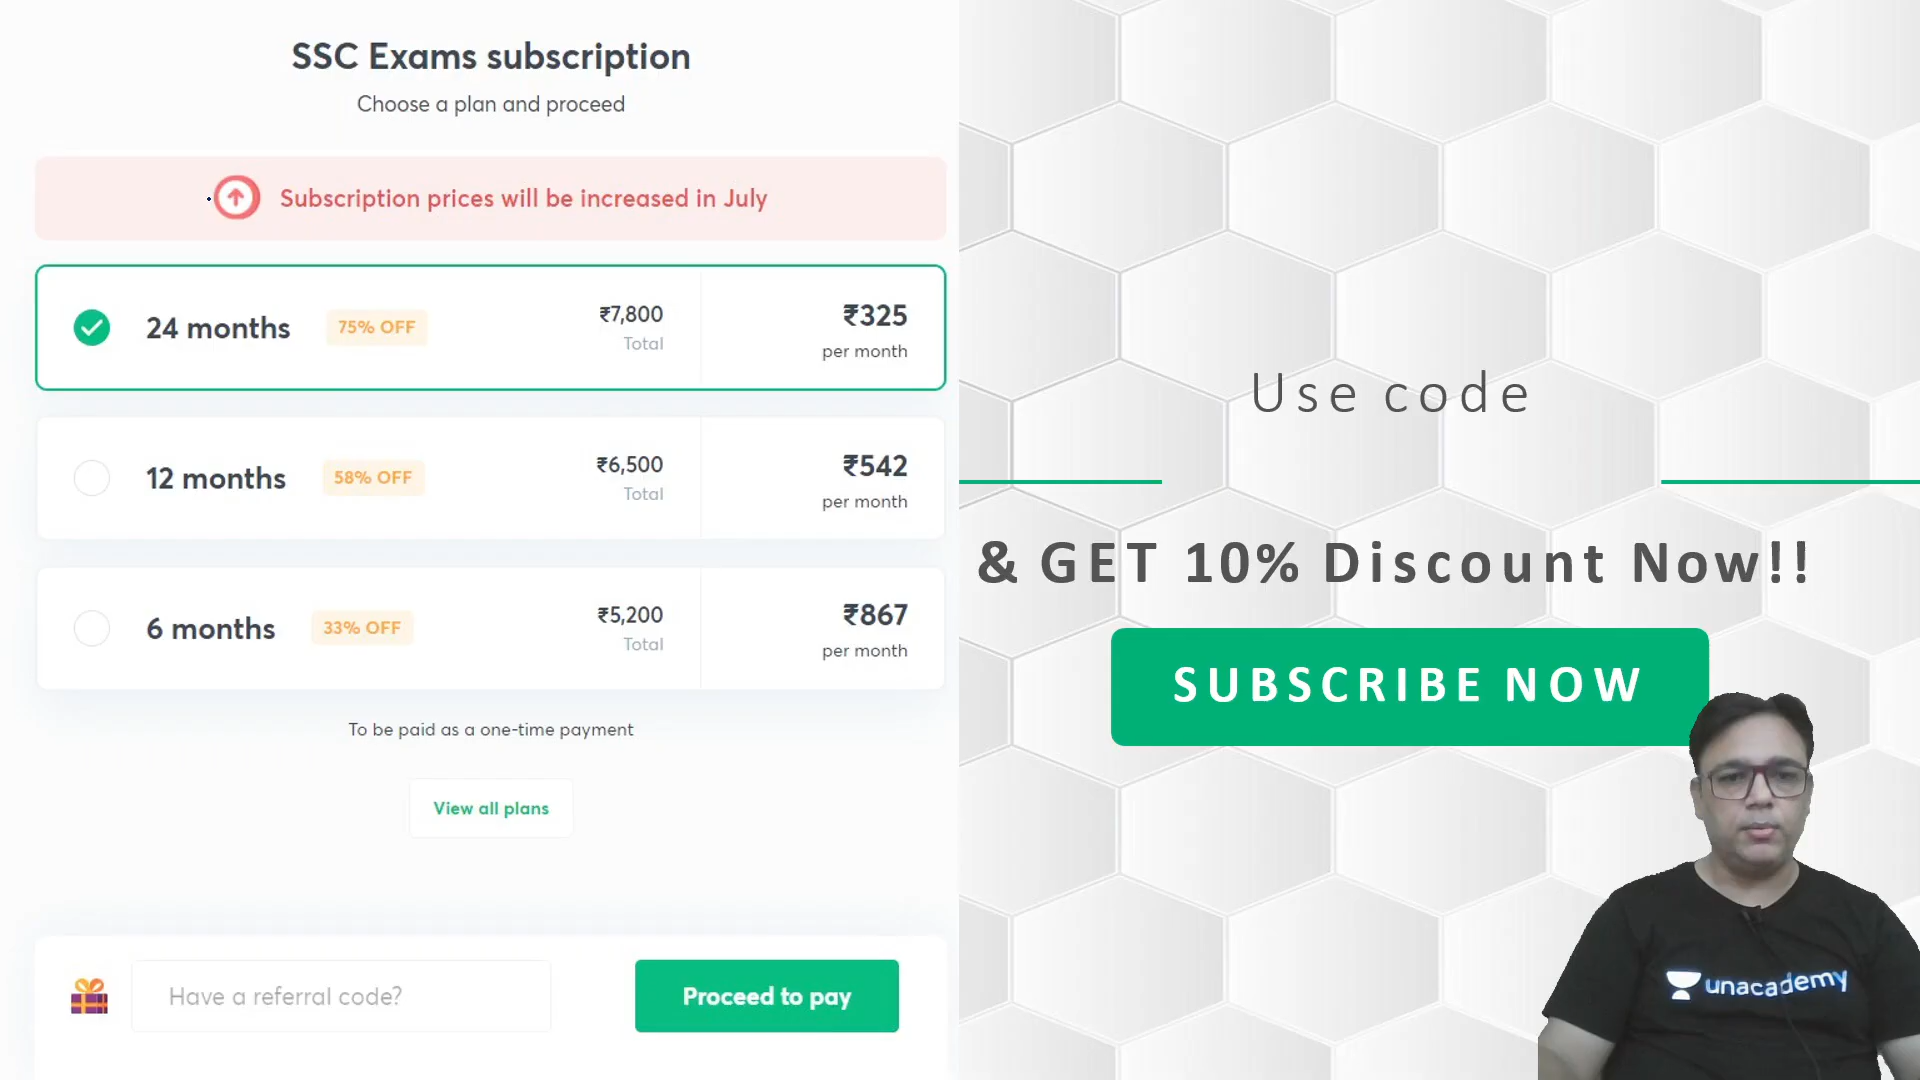 SSC Exams subscription
Choose a plan and proceed
Subscription prices will be increased in July
24 months 75% OFF ₹7,800 Total ₹325 per month
12 months 58% OFF ₹6,500 Total ₹542 per month
6 months 33% OFF ₹5,200 Total ₹867 per month
To be paid as a one-time payment
View all plans
Have a referral code?
Proceed to pay
Use code
& GET 10% Discount Now!!
SUBSCRIBE NOW
unacademy